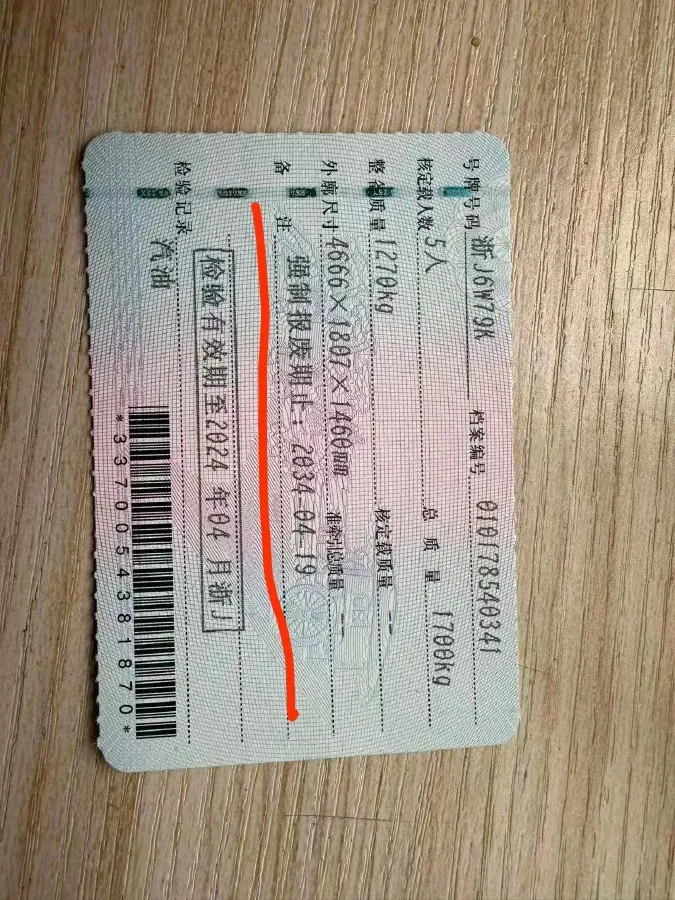 号牌号码 浙J6W79K 档案编号 0101778540341
核定载人数 5人 总质量 1700kg
整备质量 1270kg 核定载质量 --
外廓尺寸 4666×1807×1460mm 准牵引总质量 --
备注 强制报废期止：2034-04-19
检验有效期至2024年04月浙J
检验记录 汽油
*3370054381870*